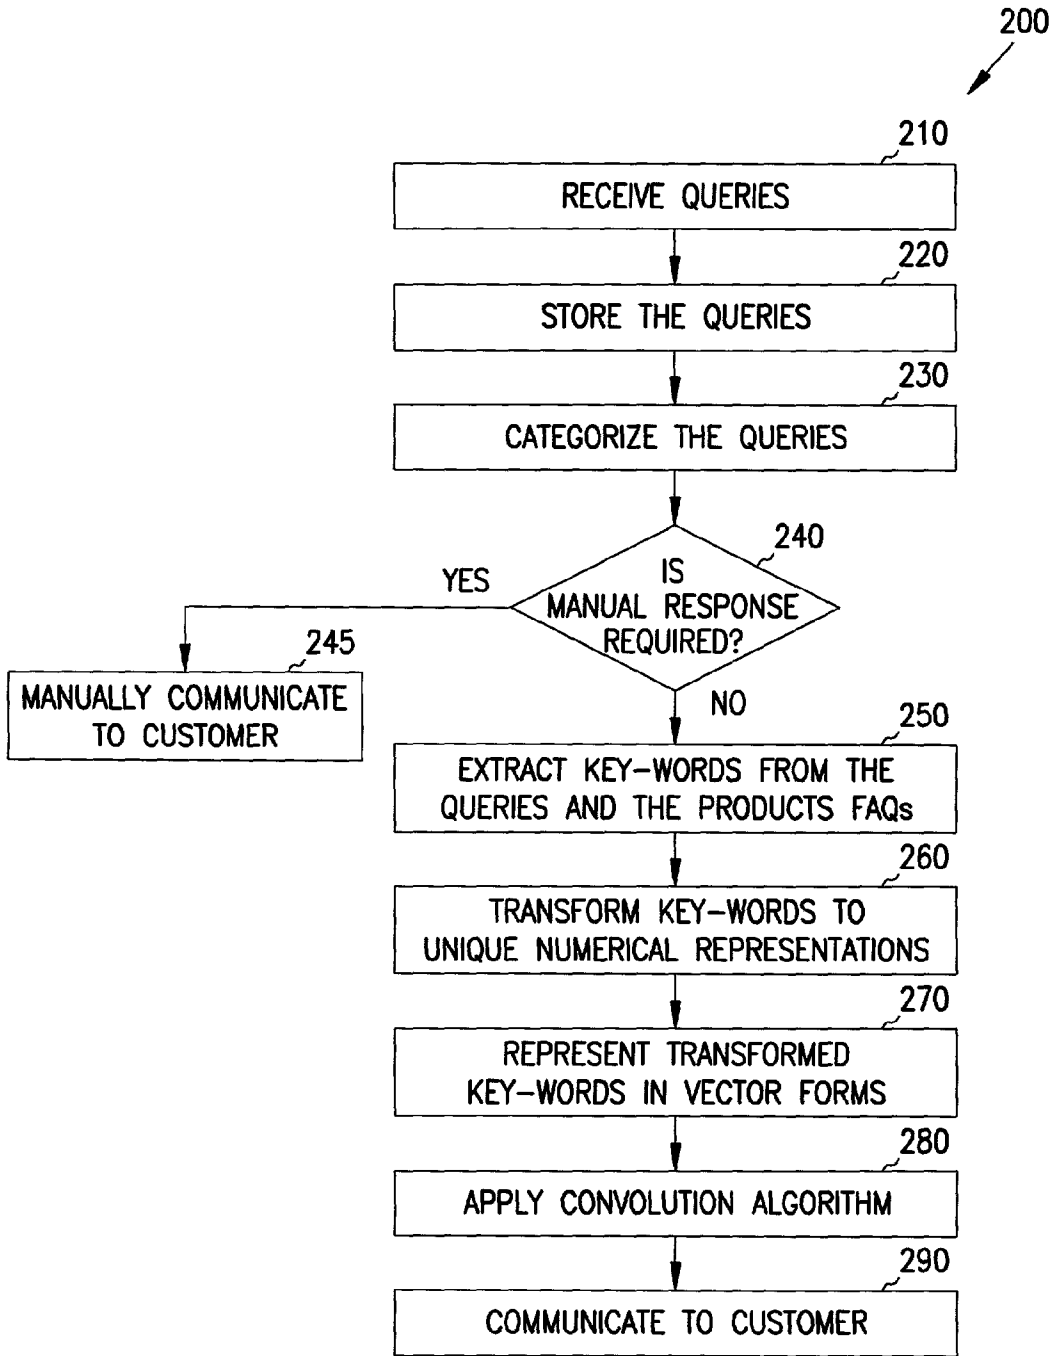 200
210
RECEIVE QUERIES
220
STORE THE QUERIES
230
CATEGORIZE THE QUERIES
240
IS
MANUAL RESPONSE
REQUIRED?
YES
245
MANUALLY COMMUNICATE
TO CUSTOMER
NO
250
EXTRACT KEY-WORDS FROM THE
QUERIES AND THE PRODUCTS FAQs
260
TRANSFORM KEY-WORDS TO
UNIQUE NUMERICAL REPRESENTATIONS
270
REPRESENT TRANSFORMED
KEY-WORDS IN VECTOR FORMS
280
APPLY CONVOLUTION ALGORITHM
290
COMMUNICATE TO CUSTOMER